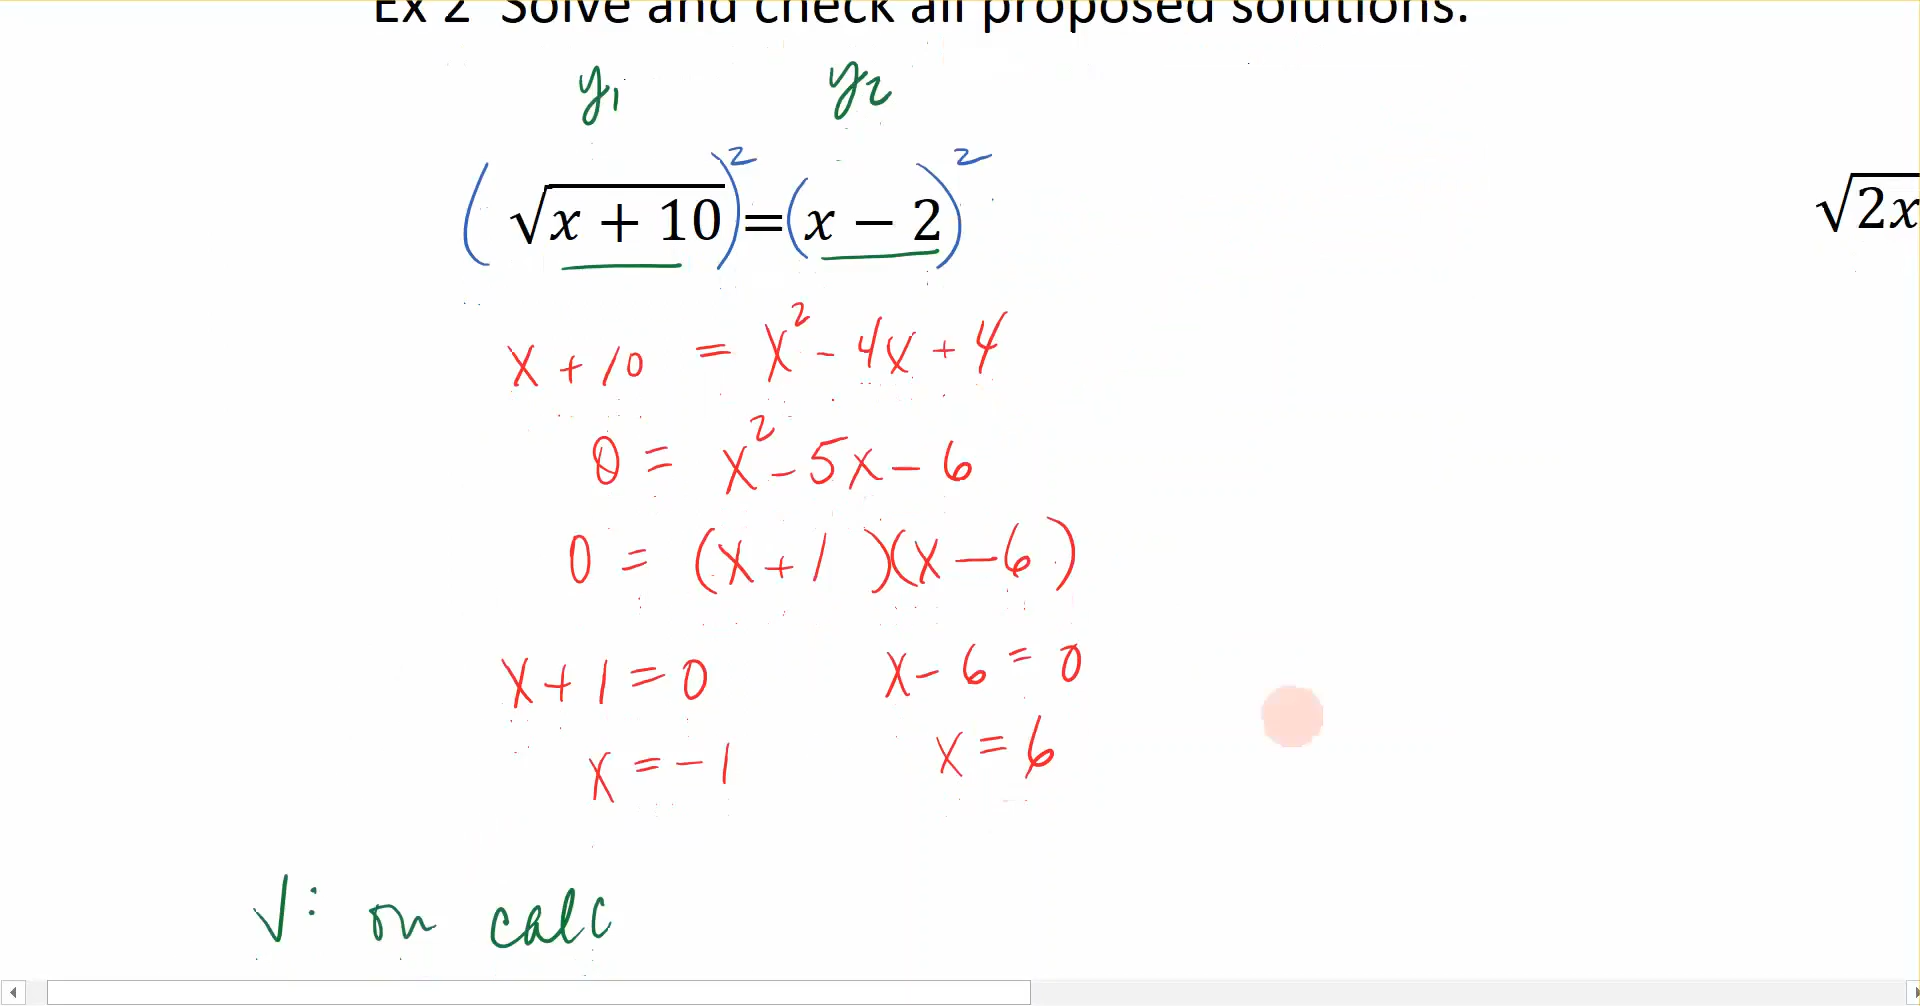 Ex 2 Solve and check all proposed solutions.
y₁ y₂
(√x + 10)² = (x − 2)²
√2x
x + 10 = x² - 4x + 4
0 = x² - 5x - 6
0 = (x + 1)(x - 6)
x + 1 = 0 x - 6 = 0
x = -1 x = 6
√: on calc